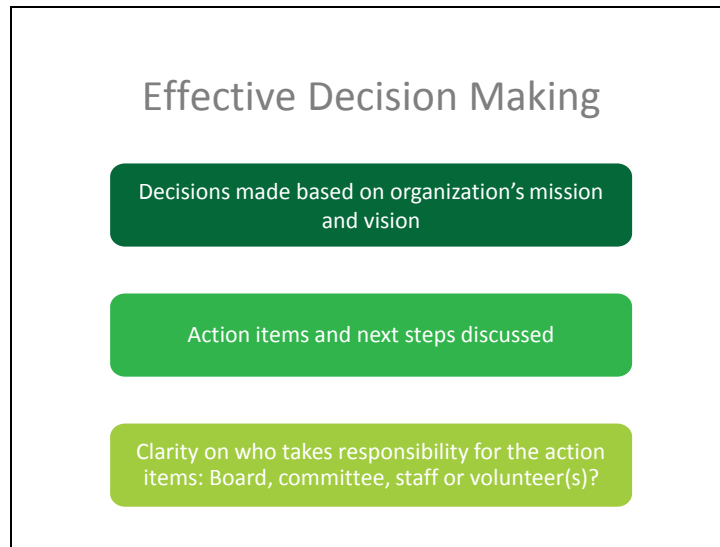 Effective Decision Making
Decisions made based on organization’s mission
and vision
Action items and next steps discussed
Clarity on who takes responsibility for the action
items: Board, committee, staff or volunteer(s)?